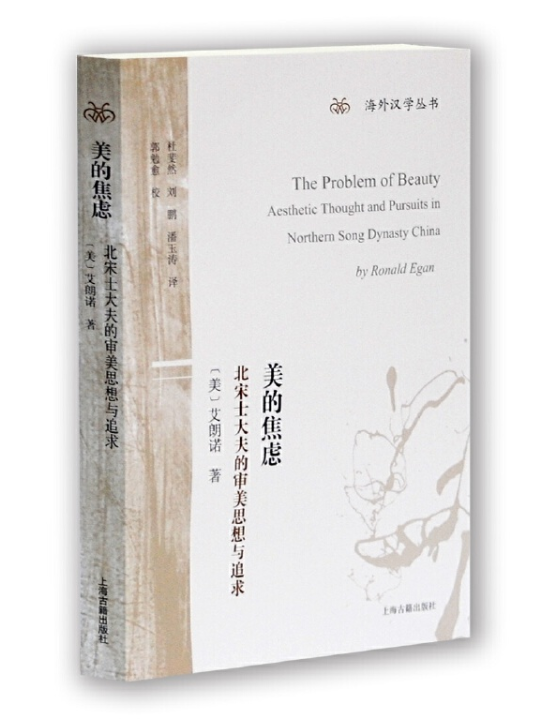 海外汉学丛书
The Problem of Beauty
Aesthetic Thought and Pursuits in
Northern Song Dynasty China
by Ronald Egan
杜斐然 刘鹏 潘玉涛 译
郭勉愈 校
美的焦虑
北宋士大夫的审美思想与追求
〔美〕艾朗诺 著
上海古籍出版社
美的焦虑
北宋士大夫的审美思想与追求
〔美〕艾朗诺 著
上海古籍出版社